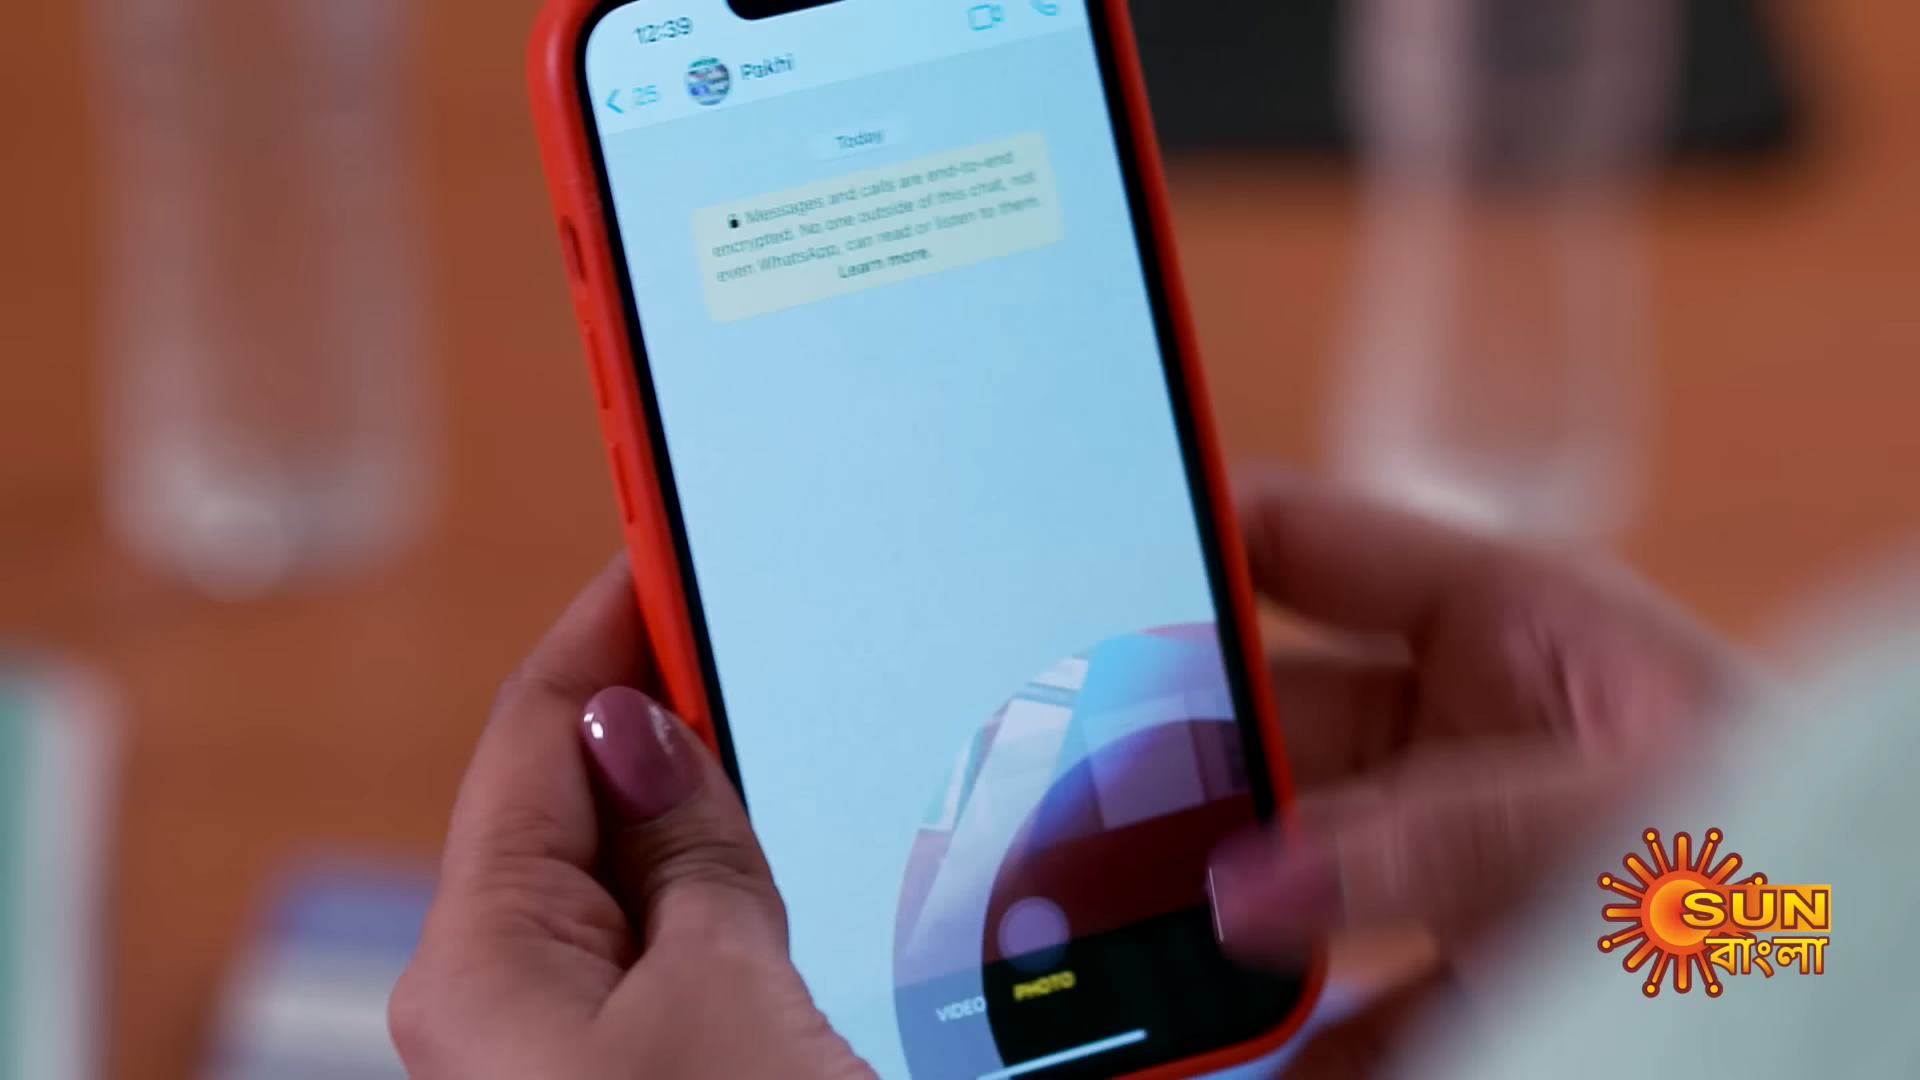 12:39
25 Pakhi
Today
Messages and calls are end-to-end
encrypted. No one outside of this chat, not
even WhatsApp, can read or listen to them.
Learn more.
VIDEO PHOTO
SUN
বাংলা